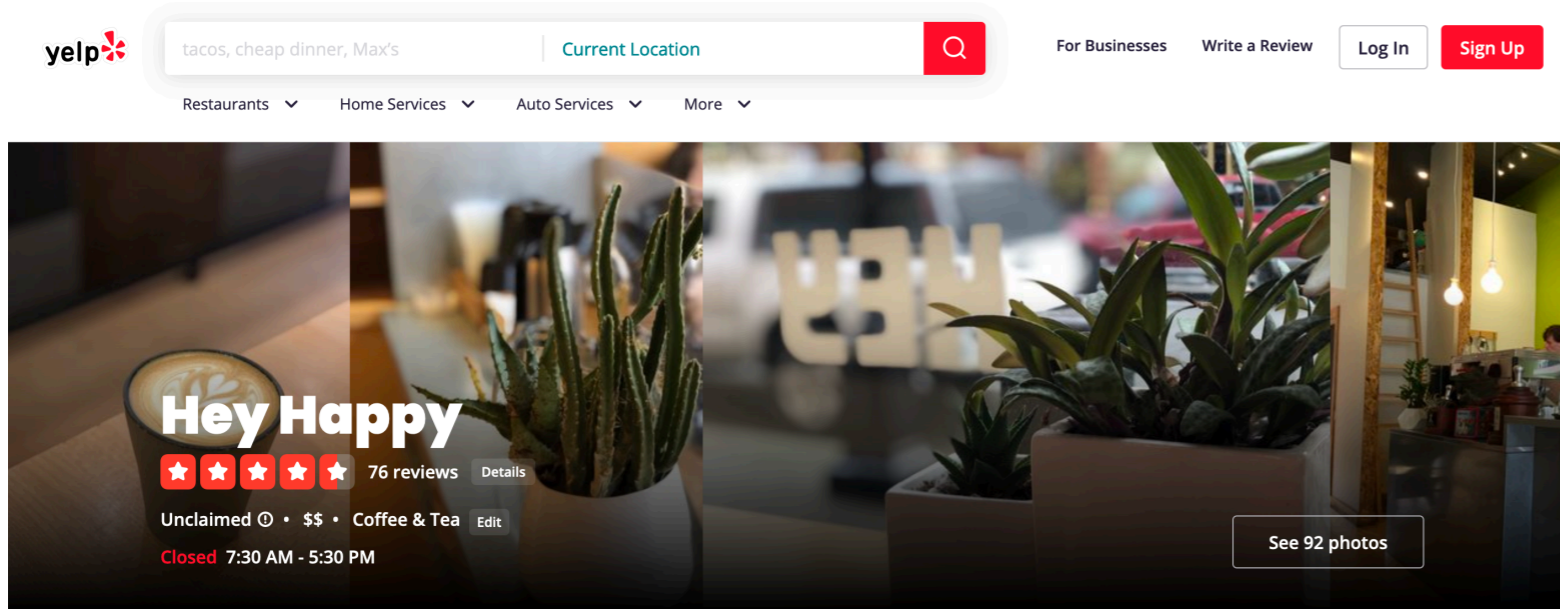 yelp
tacos, cheap dinner, Max's
Current Location
For Businesses
Write a Review
Log In
Sign Up
Restaurants
Home Services
Auto Services
More
Hey Happy
76 reviews
Details
Unclaimed • $$ • Coffee & Tea
Edit
Closed 7:30 AM - 5:30 PM
See 92 photos